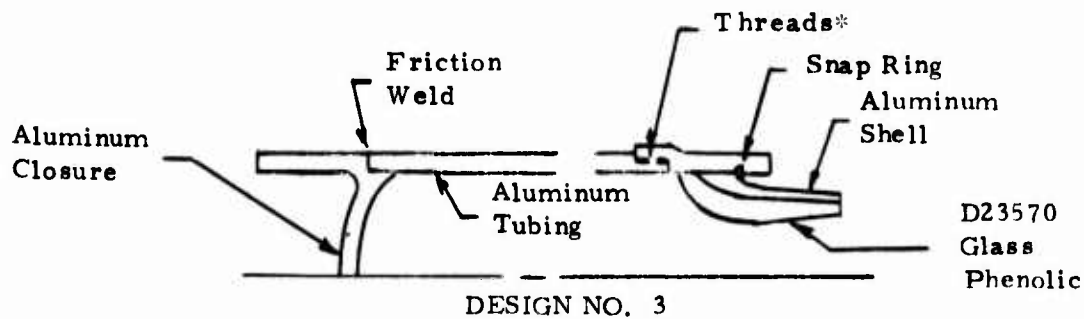 Threads*
Friction
Weld
Snap Ring
Aluminum
Shell
Aluminum
Closure
Aluminum
Tubing
D23570
Glass
Phenolic
DESIGN NO. 3